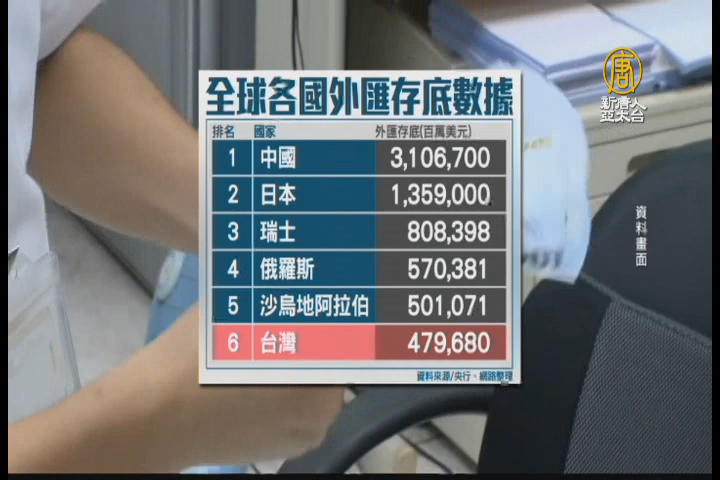 全球各國外匯存底數據
排名 國家 外匯存底(百萬美元)
1 中國 3,106,700
2 日本 1,359,000
3 瑞士 808,398
4 俄羅斯 570,381
5 沙烏地阿拉伯 501,071
6 台灣 479,680
資料來源/央行、網路整理
唐
新唐人
亞太台
資料畫面